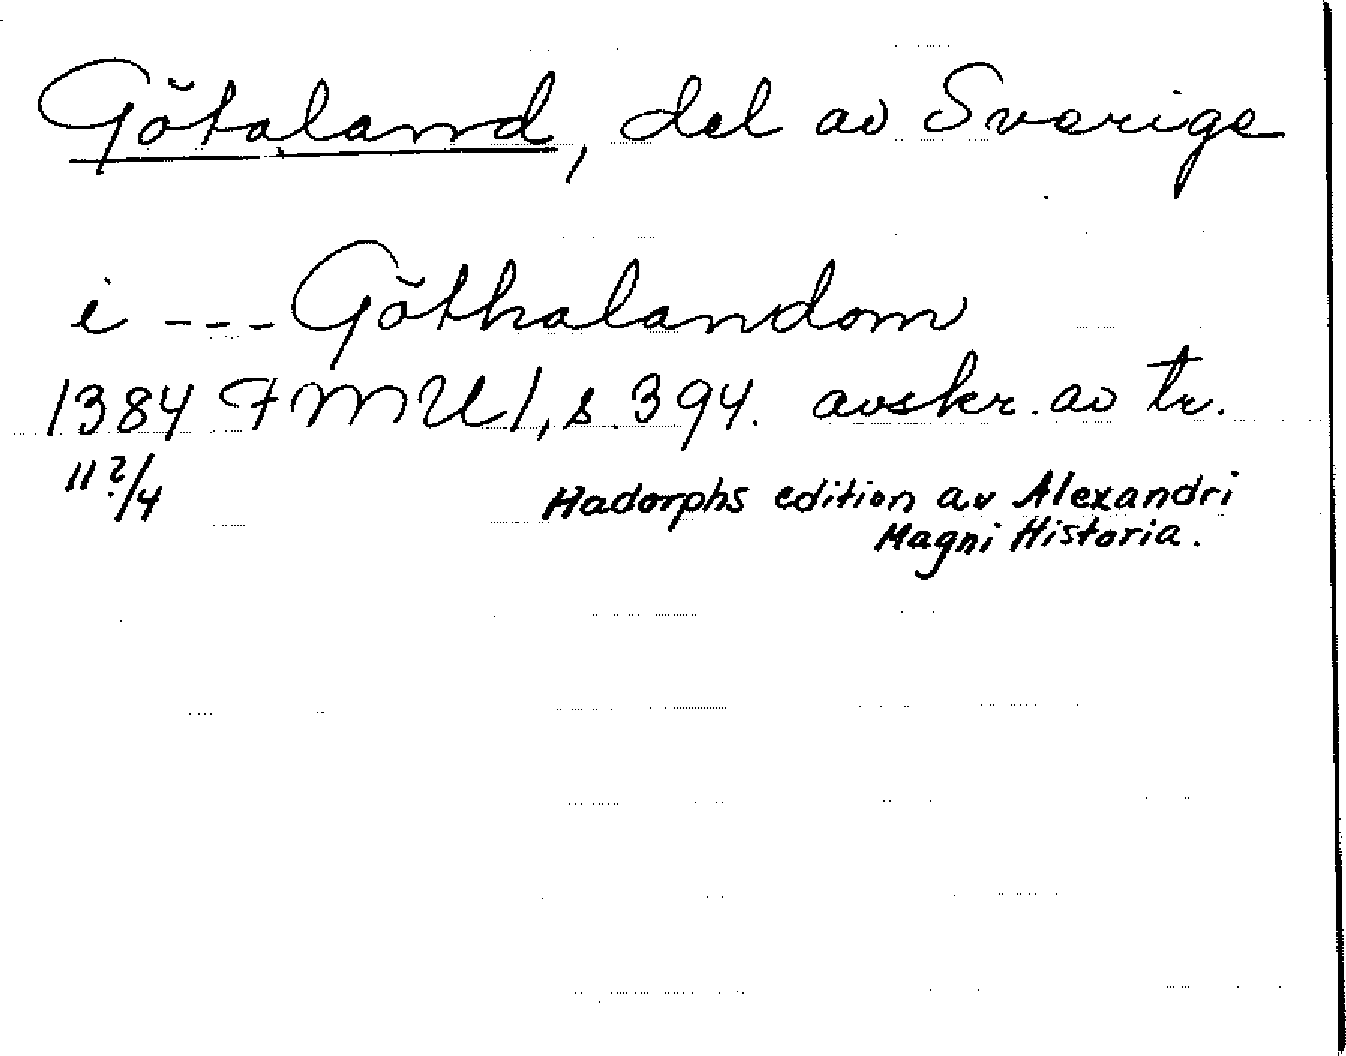 Götaland, del av Sverige
i --- Göthalandom
1384 FMU 1, s. 394. avskr. av tr.
11?/4 Hadorphs edition av Alexandri
Magni Historia.